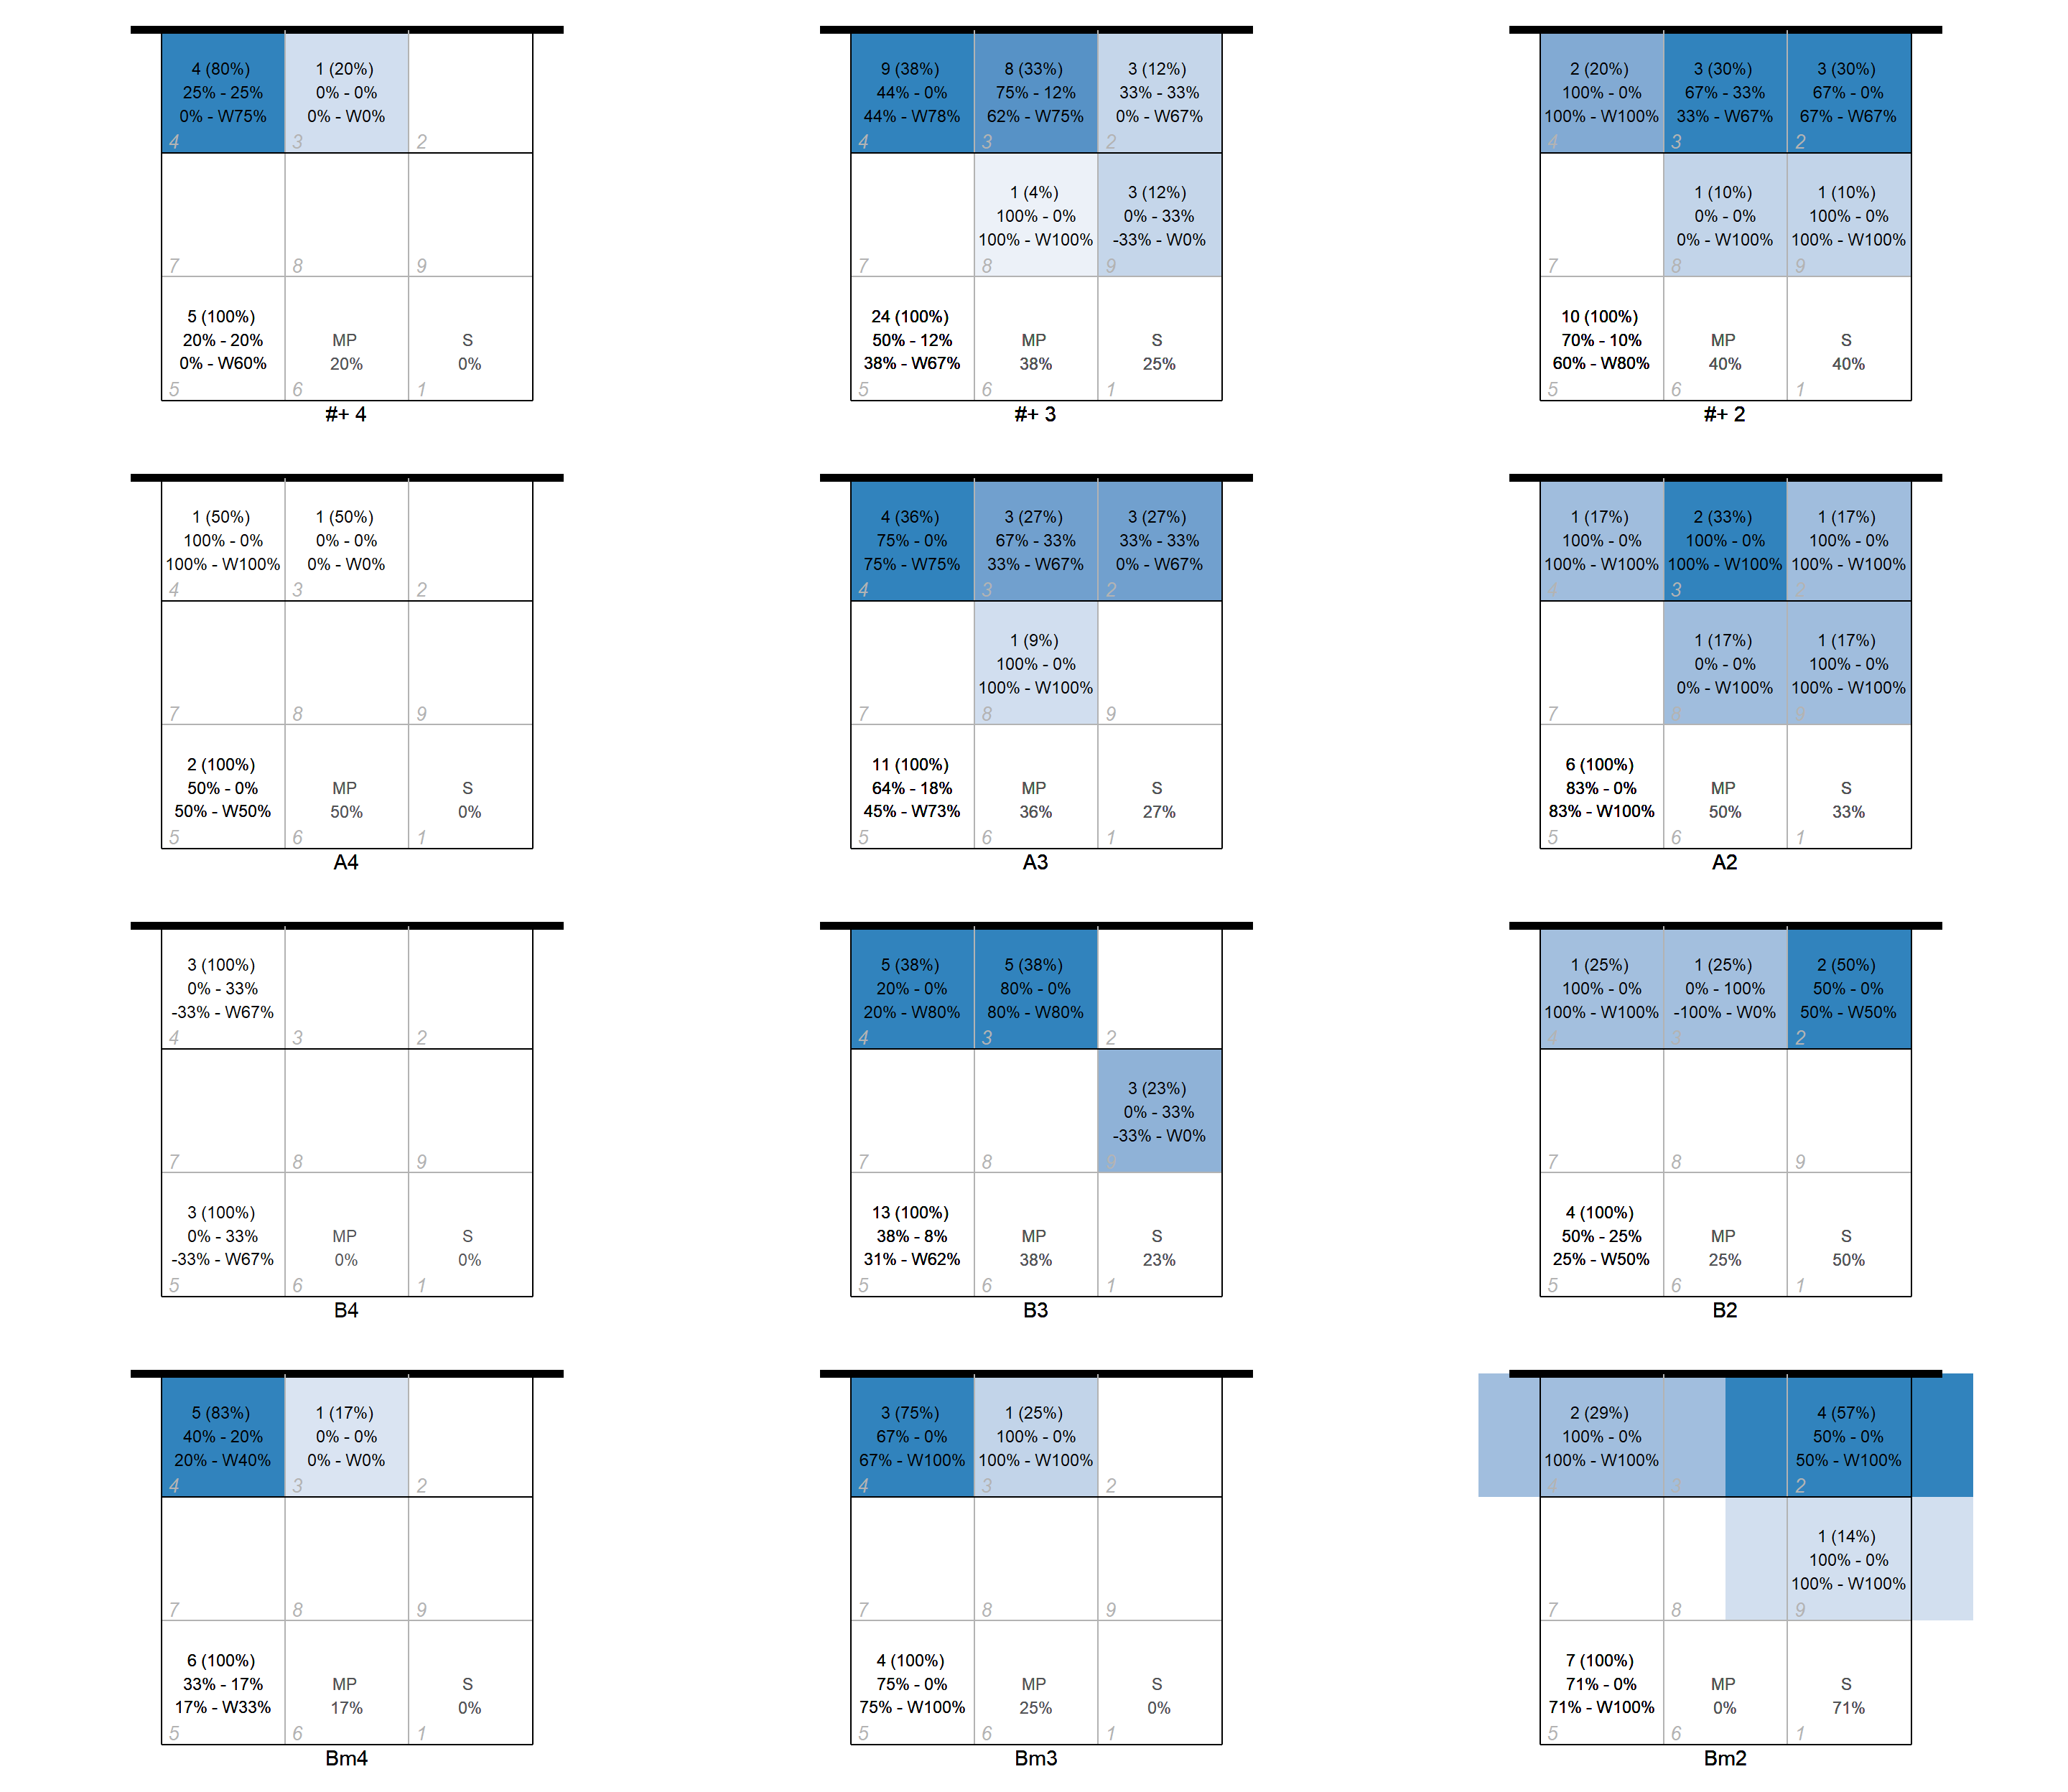 4 (80%)
25% - 25%
0% - W75%
4
1 (20%)
0% - 0%
0% - W0%
3
2
7
8
9
5 (100%)
20% - 20%
0% - W60%
5
MP
20%
6
S
0%
1
#+ 4
9 (38%)
44% - 0%
44% - W78%
4
8 (33%)
75% - 12%
62% - W75%
3
3 (12%)
33% - 33%
0% - W67%
2
7
1 (4%)
100% - 0%
100% - W100%
8
3 (12%)
0% - 33%
-33% - W0%
9
24 (100%)
50% - 12%
38% - W67%
5
MP
38%
6
S
25%
1
#+ 3
2 (20%)
100% - 0%
100% - W100%
4
3 (30%)
67% - 33%
33% - W67%
3
3 (30%)
67% - 0%
67% - W67%
2
7
1 (10%)
0% - 0%
0% - W100%
8
1 (10%)
100% - 0%
100% - W100%
9
10 (100%)
70% - 10%
60% - W80%
5
MP
40%
6
S
40%
1
#+ 2
1 (50%)
100% - 0%
100% - W100%
4
1 (50%)
0% - 0%
0% - W0%
3
2
7
8
9
2 (100%)
50% - 0%
50% - W50%
5
MP
50%
6
S
0%
1
A4
4 (36%)
75% - 0%
75% - W75%
4
3 (27%)
67% - 33%
33% - W67%
3
3 (27%)
33% - 33%
0% - W67%
2
7
1 (9%)
100% - 0%
100% - W100%
8
9
11 (100%)
64% - 18%
45% - W73%
5
MP
36%
6
S
27%
1
A3
1 (17%)
100% - 0%
100% - W100%
4
2 (33%)
100% - 0%
100% - W100%
3
1 (17%)
100% - 0%
100% - W100%
2
7
1 (17%)
0% - 0%
0% - W100%
8
1 (17%)
100% - 0%
100% - W100%
9
6 (100%)
83% - 0%
83% - W100%
5
MP
50%
6
S
33%
1
A2
3 (100%)
0% - 33%
-33% - W67%
4
3
2
7
8
9
3 (100%)
0% - 33%
-33% - W67%
5
MP
0%
6
S
0%
1
B4
5 (38%)
20% - 0%
20% - W80%
4
5 (38%)
80% - 0%
80% - W80%
3
2
7
8
3 (23%)
0% - 33%
-33% - W0%
9
13 (100%)
38% - 8%
31% - W62%
5
MP
38%
6
S
23%
1
B3
1 (25%)
100% - 0%
100% - W100%
4
1 (25%)
0% - 100%
-100% - W0%
3
2 (50%)
50% - 0%
50% - W50%
2
7
8
9
4 (100%)
50% - 25%
25% - W50%
5
MP
25%
6
S
50%
1
B2
5 (83%)
40% - 20%
20% - W40%
4
1 (17%)
0% - 0%
0% - W0%
3
2
7
8
9
6 (100%)
33% - 17%
17% - W33%
5
MP
17%
6
S
0%
1
Bm4
3 (75%)
67% - 0%
67% - W100%
4
1 (25%)
100% - 0%
100% - W100%
3
2
7
8
9
4 (100%)
75% - 0%
75% - W100%
5
MP
25%
6
S
0%
1
Bm3
2 (29%)
100% - 0%
100% - W100%
4
3
4 (57%)
50% - 0%
50% - W100%
2
7
8
1 (14%)
100% - 0%
100% - W100%
9
7 (100%)
71% - 0%
71% - W100%
5
MP
0%
6
S
71%
1
Bm2